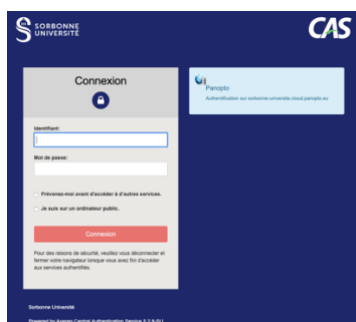 SORBONNE
UNIVERSITÉ
CAS
Connexion
Identifiant:
Mot de passe:
Prévenez-moi avant d'accéder à d'autres services.
Je suis sur un ordinateur public.
Connexion
Pour des raisons de sécurité, veuillez vous déconnecter et
fermer votre navigateur lorsque vous avez fini d'accéder
aux services authentifiés.
Panopto
Authentification sur sorbonne-universite.cloud.panopto.eu
Sorbonne Université
Powered by Apereo Central Authentication Service